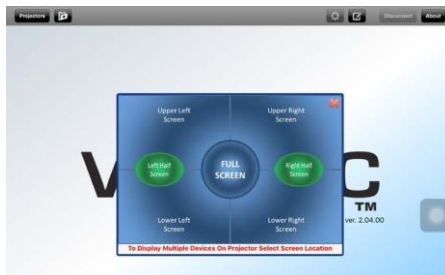 Projectors
Disconnect
About
Upper Left
Screen
Upper Right
Screen
Left Half
Screen
FULL
SCREEN
Right Half
Screen
Lower Left
Screen
Lower Right
Screen
To Display Multiple Devices On Projector Select Screen Location
V
C
TM
ver. 2.04.00